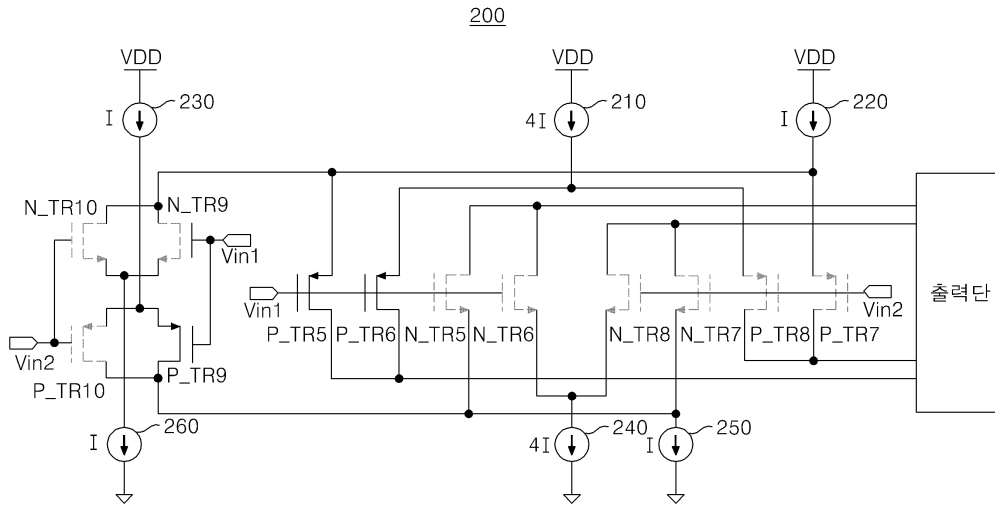 200
VDD
VDD
VDD
230
210
220
I
4I
I
N_TR10
N_TR9
Vin1
Vin1
Vin2
P_TR5
P_TR6
N_TR5
N_TR6
N_TR8
N_TR7
P_TR8
P_TR7
Vin2
출력단
P_TR10
P_TR9
260
240
250
I
4I
I